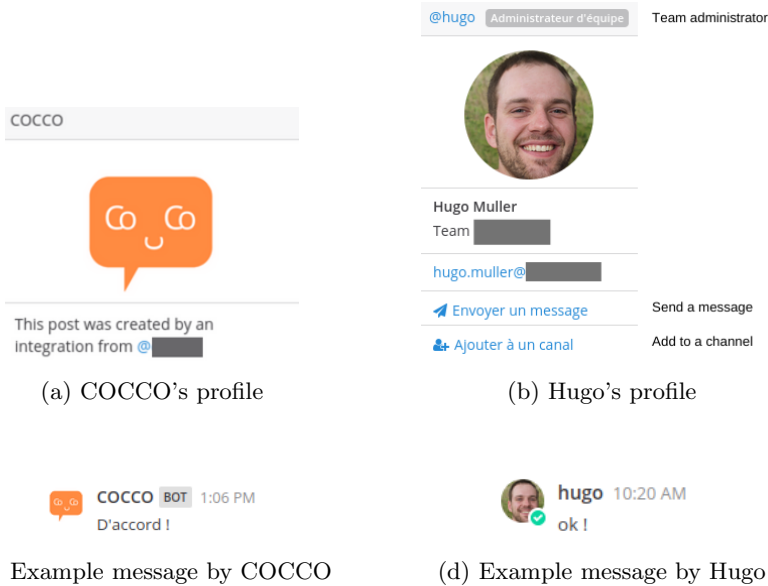 @hugo Administrateur d'équipe Team administrator
COCCO
Co Co
Hugo Muller
Team
hugo.muller@
This post was created by an
integration from @
Envoyer un message Send a message
Ajouter à un canal Add to a channel
(a) COCCO's profile (b) Hugo's profile
COCCO BOT 1:06 PM
D'accord !
hugo 10:20 AM
ok !
Example message by COCCO (d) Example message by Hugo